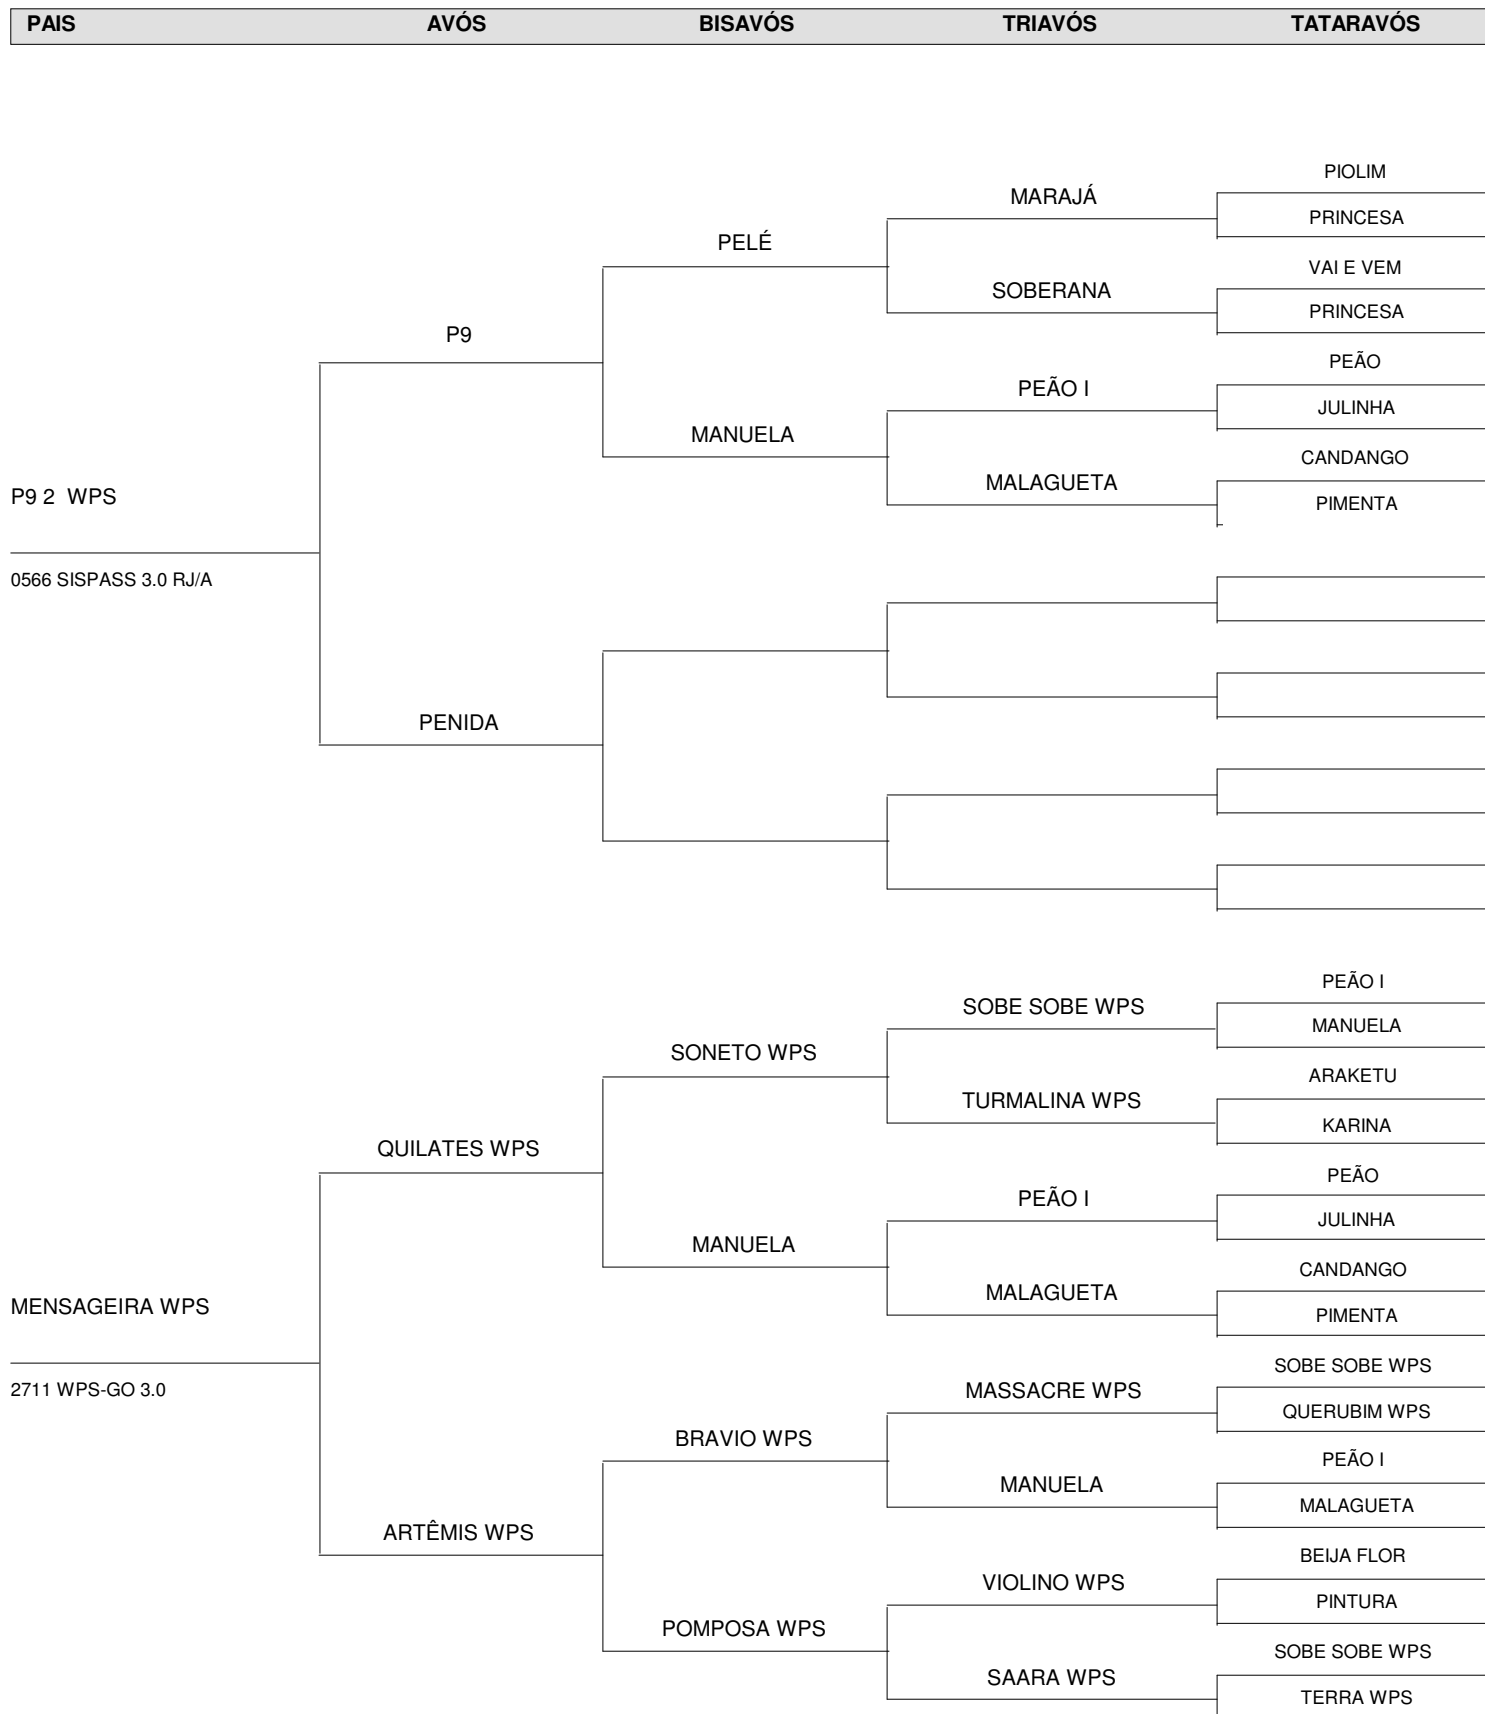 PAIS AVÓS BISAVÓS TRIAVÓS TATARAVÓS
PIOLIM
MARAJÁ
PRINCESA
PELÉ
VAI E VEM
SOBERANA
PRINCESA
P9
PEÃO
PEÃO I
JULINHA
MANUELA
CANDANGO
MALAGUETA
P9 2 WPS
PIMENTA
0566 SISPASS 3.0 RJ/A
PENIDA
PEÃO I
SOBE SOBE WPS
MANUELA
SONETO WPS
ARAKETU
TURMALINA WPS
KARINA
QUILATES WPS
PEÃO
PEÃO I
JULINHA
MANUELA
CANDANGO
MALAGUETA
MENSAGEIRA WPS
PIMENTA
SOBE SOBE WPS
2711 WPS-GO 3.0
MASSACRE WPS
QUERUBIM WPS
BRAVIO WPS
PEÃO I
MANUELA
MALAGUETA
ARTÊMIS WPS
BEIJA FLOR
VIOLINO WPS
PINTURA
POMPOSA WPS
SOBE SOBE WPS
SAARA WPS
TERRA WPS